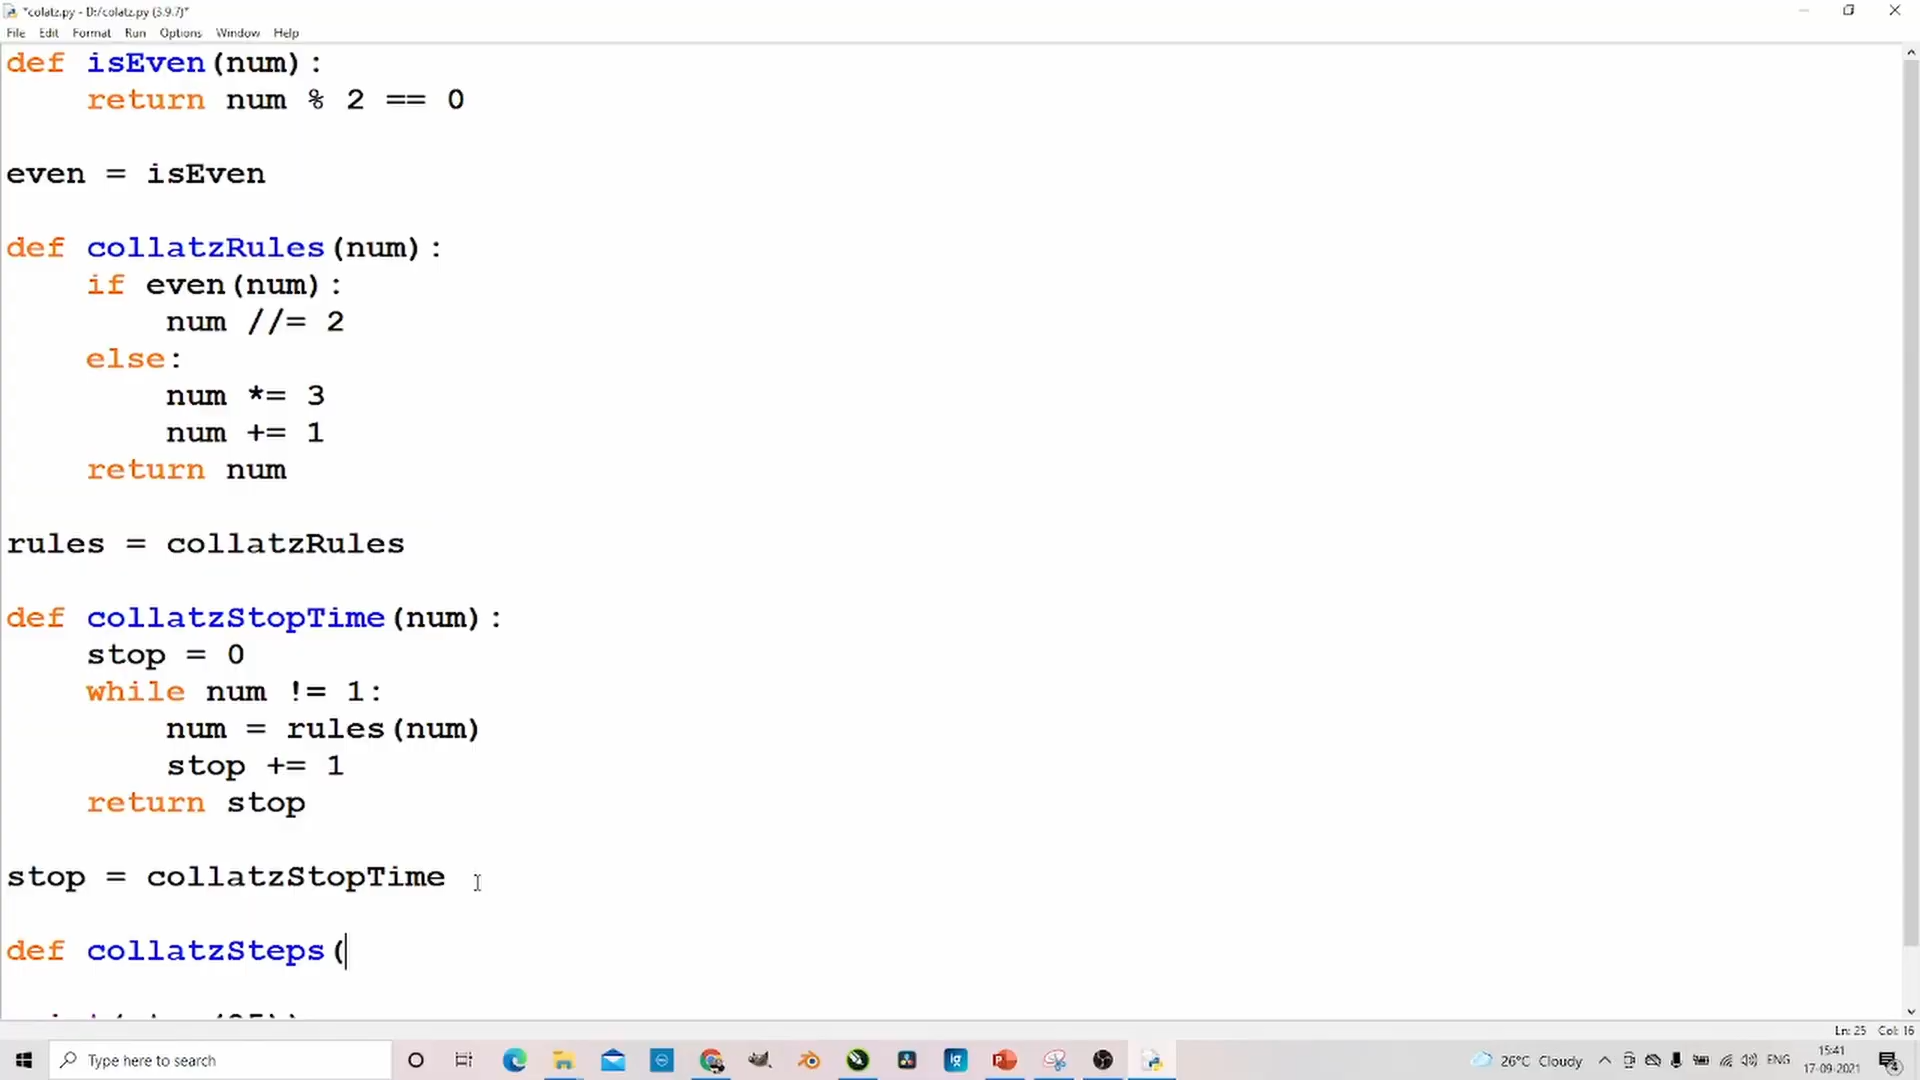 *colatz.py - D:/colatz.py (3.9.7)*
File Edit Format Run Options Window Help
def isEven(num):
    return num % 2 == 0
even = isEven
def collatzRules(num):
    if even(num):
        num //= 2
    else:
        num *= 3
        num += 1
    return num
rules = collatzRules
def collatzStopTime(num):
    stop = 0
    while num != 1:
        num = rules(num)
        stop += 1
    return stop
stop = collatzStopTime
def collatzSteps(
Ln: 25 Col: 16
Type here to search
26°C Cloudy
ENG
15:41
17-09-2021